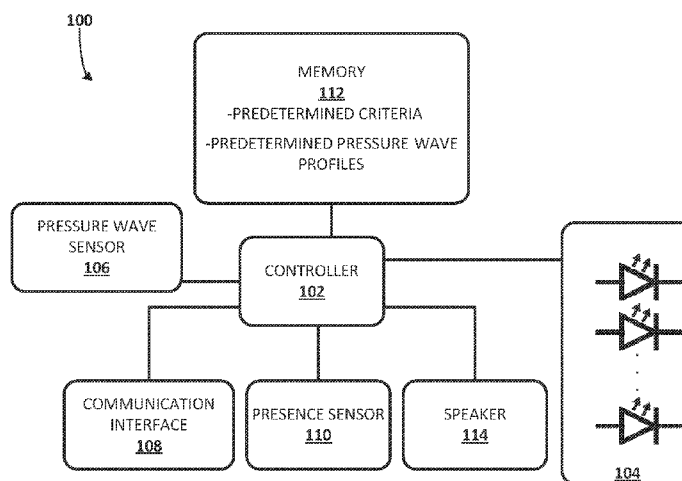 100
MEMORY
112
-PREDETERMINED CRITERIA
-PREDETERMINED PRESSURE WAVE
PROFILES
PRESSURE WAVE
SENSOR
106
CONTROLLER
102
COMMUNICATION
INTERFACE
108
PRESENCE SENSOR
110
SPEAKER
114
104